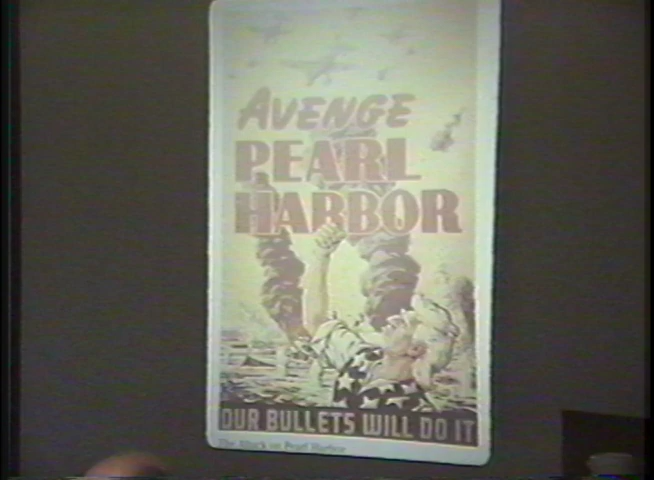 AVENGE
PEARL
HARBOR
OUR BULLETS WILL DO IT
The Attack on Pearl Harbor